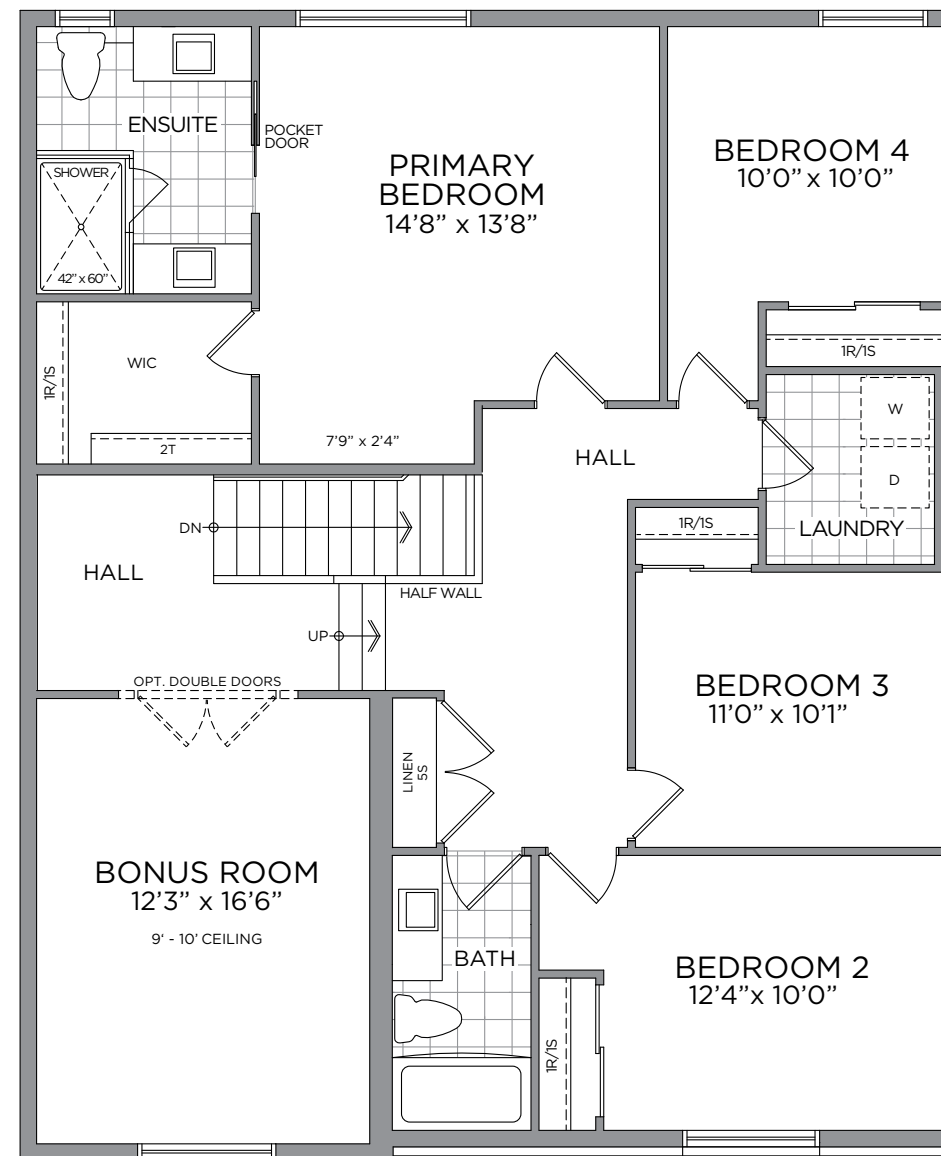 ENSUITE
POCKET
DOOR
SHOWER
42” x 60”
PRIMARY
BEDROOM
14’8” x 13’8”
BEDROOM 4
10’0” x 10’0”
1R/1S
WIC
1R/1S
2T
7’9” x 2’4”
HALL
W
D
LAUNDRY
1R/1S
DN
HALL
HALF WALL
UP
OPT. DOUBLE DOORS
BEDROOM 3
11’0” x 10’1”
LINEN
5S
BONUS ROOM
12’3” x 16’6”
9‘ - 10’ CEILING
BATH
BEDROOM 2
12’4”x 10’0”
1R/1S